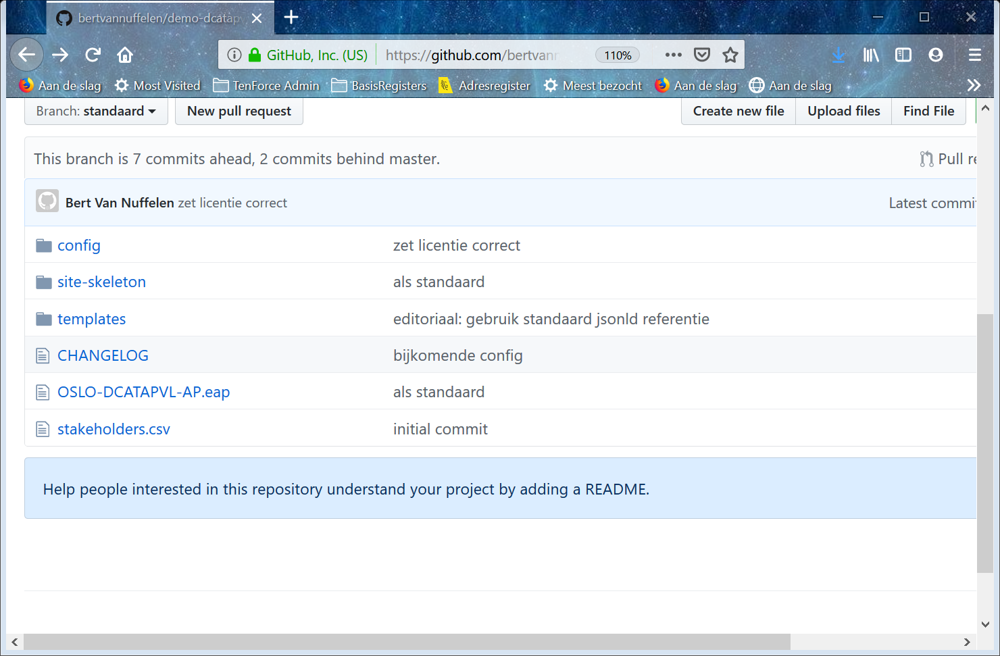 bertvannuffelen/demo-dcatapv
GitHub, Inc. (US) https://github.com/bertvann 110%
Aan de slag Most Visited TenForce Admin BasisRegisters Adresregister Meest bezocht Aan de slag Aan de slag
Branch: standaard New pull request Create new file Upload files Find File
This branch is 7 commits ahead, 2 commits behind master. Pull re
Bert Van Nuffelen zet licentie correct Latest commit
config zet licentie correct
site-skeleton als standaard
templates editoriaal: gebruik standaard jsonld referentie
CHANGELOG bijkomende config
OSLO-DCATAPVL-AP.eap als standaard
stakeholders.csv initial commit
Help people interested in this repository understand your project by adding a README.